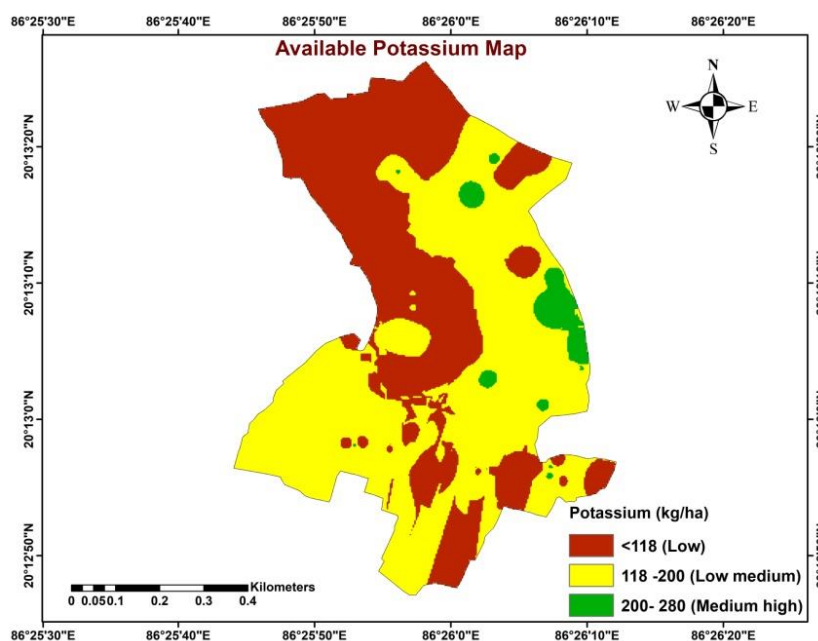 86°25'30"E 86°25'40"E 86°25'50"E 86°26'0"E 86°26'10"E 86°26'20"E
Available Potassium Map
N
W E
S
20°13'20"N
20°13'10"N
20°13'0"N
20°12'50"N
Potassium (kg/ha)
<118 (Low)
118 -200 (Low medium)
200- 280 (Medium high)
Kilometers
0 0.05 0.1 0.2 0.3 0.4
86°25'30"E 86°25'40"E 86°25'50"E 86°26'0"E 86°26'10"E 86°26'20"E